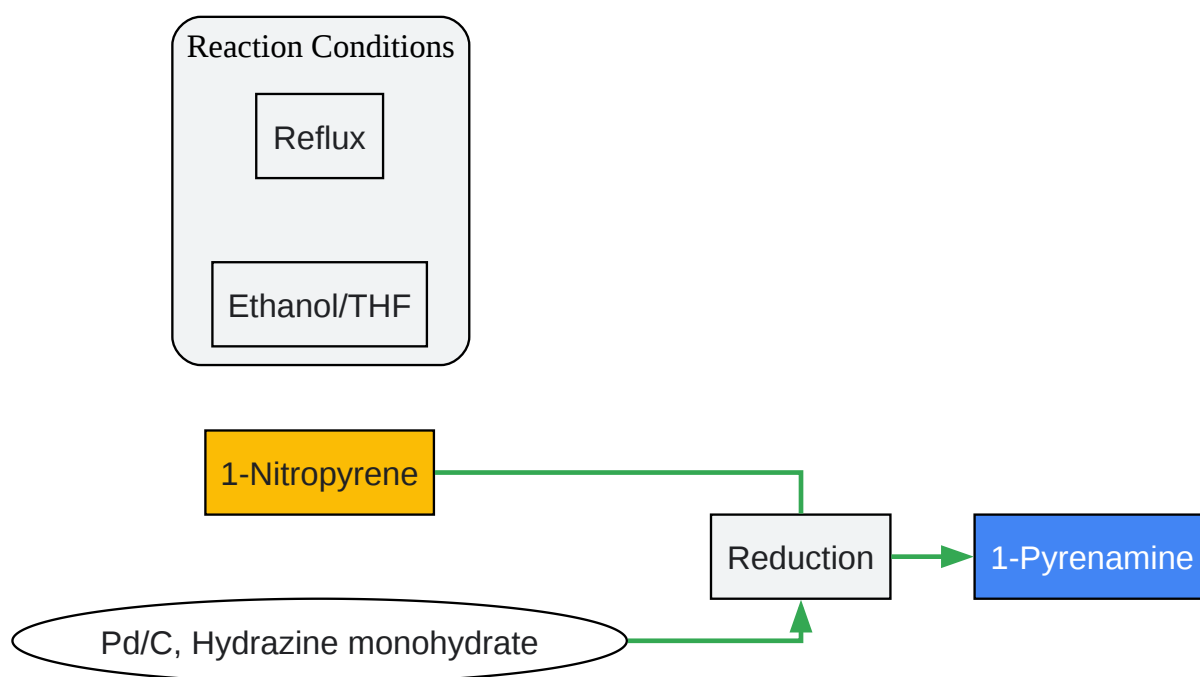 Reaction Conditions
Reflux
Ethanol/THF
1-Nitropyrene
Reduction
1-Pyrenamine
Pd/C, Hydrazine monohydrate